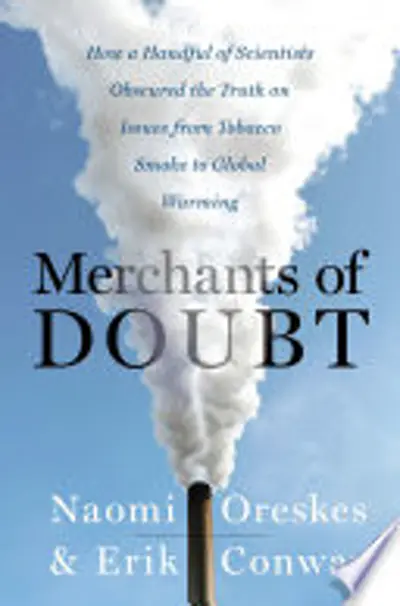 How a Handful of Scientists
Obscured the Truth on
Issues from Tobacco
Smoke to Global
Warming
Merchants of
DOUBT
Naomi Oreskes
& Erik Conway